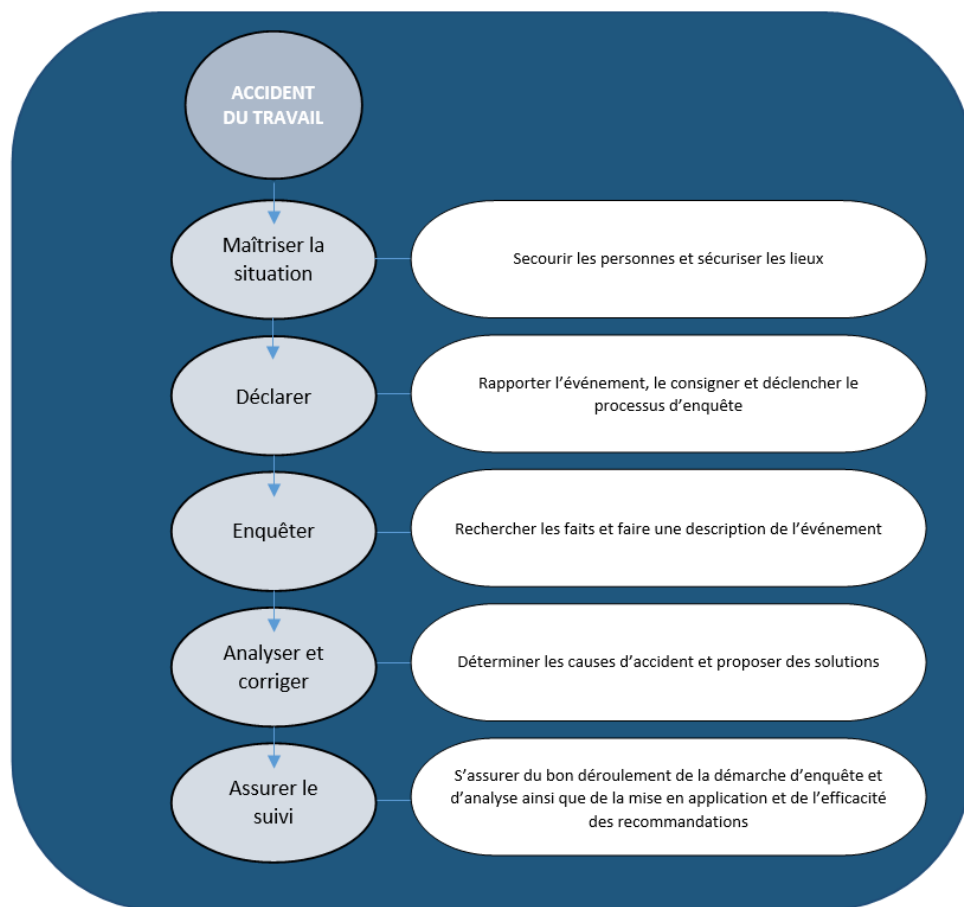 ACCIDENT
DU TRAVAIL
Maîtriser la
situation
Secourir les personnes et sécuriser les lieux
Déclarer
Rapporter l’événement, le consigner et déclencher le
processus d’enquête
Enquêter
Rechercher les faits et faire une description de l’événement
Analyser et
corriger
Déterminer les causes d’accident et proposer des solutions
Assurer le
suivi
S’assurer du bon déroulement de la démarche d’enquête et
d’analyse ainsi que de la mise en application et de l’efficacité
des recommandations